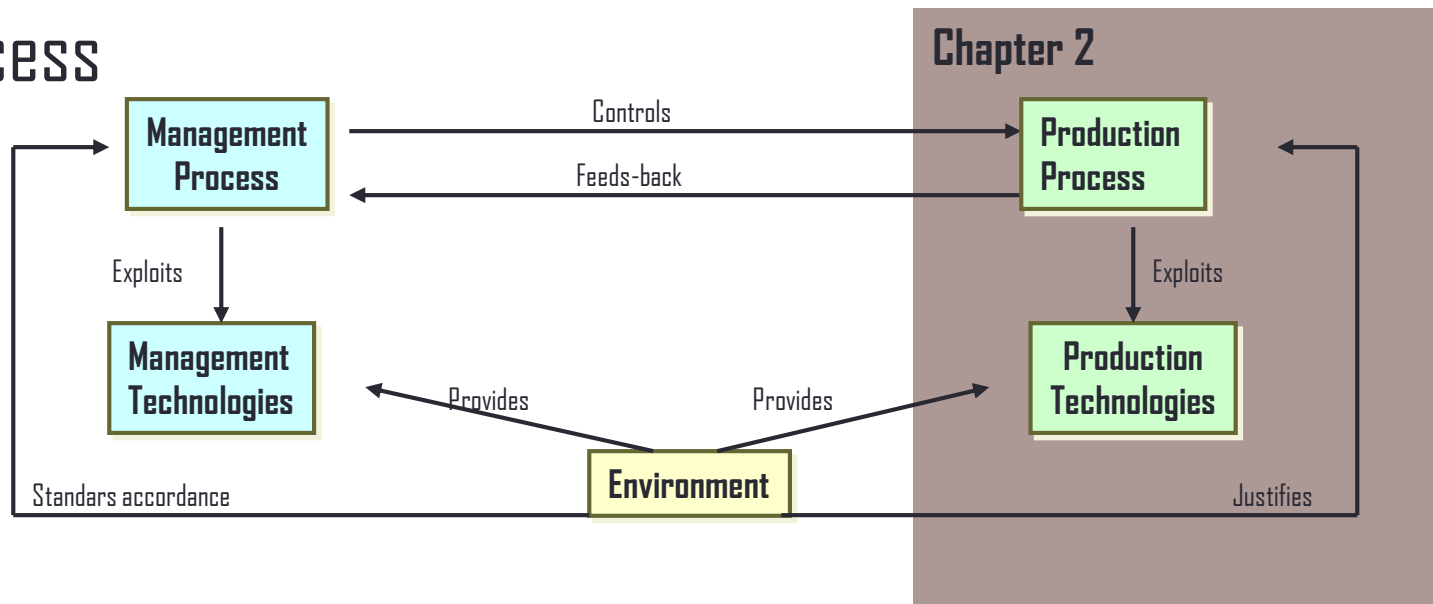 cess
Chapter 2
Management
Process
Controls
Production
Process
Feeds-back
Exploits
Exploits
Management
Technologies
Provides
Provides
Production
Technologies
Environment
Standars accordance
Justifies